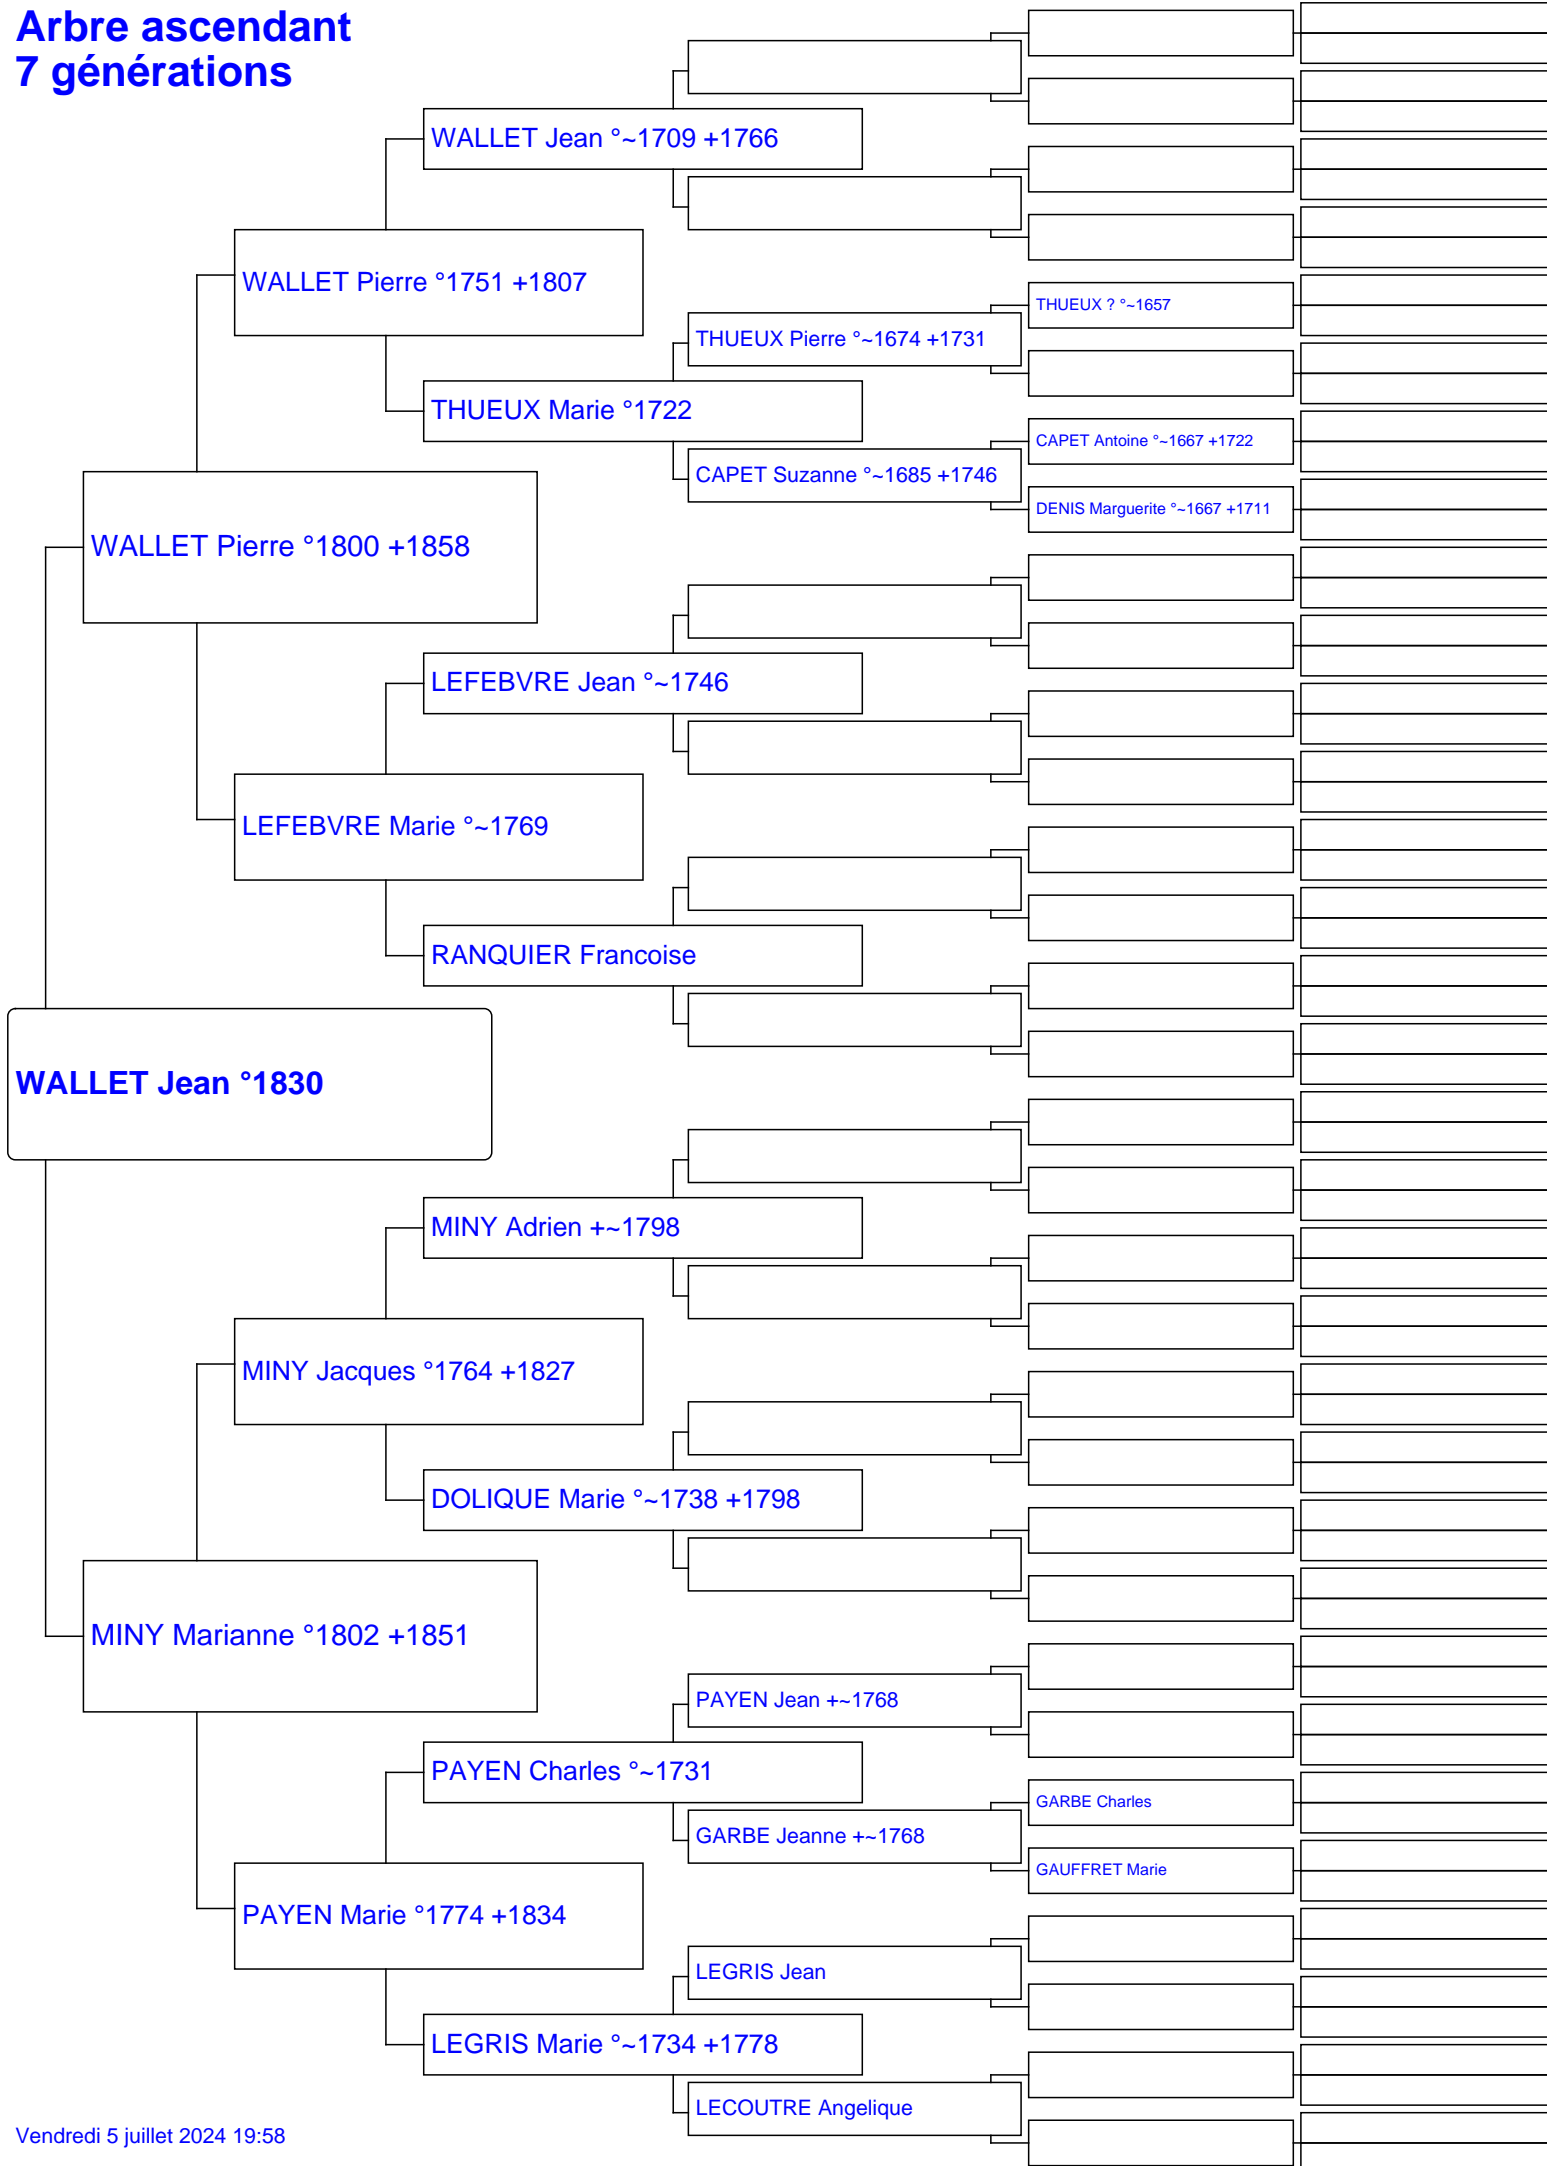 Arbre ascendant
7 générations
WALLET Jean °~1709 +1766
WALLET Pierre °1751 +1807
THUEUX ? °~1657
THUEUX Pierre °~1674 +1731
THUEUX Marie °1722
CAPET Antoine °~1667 +1722
CAPET Suzanne °~1685 +1746
DENIS Marguerite °~1667 +1711
WALLET Pierre °1800 +1858
LEFEBVRE Jean °~1746
LEFEBVRE Marie °~1769
RANQUIER Francoise
WALLET Jean °1830
MINY Adrien +~1798
MINY Jacques °1764 +1827
DOLIQUE Marie °~1738 +1798
MINY Marianne °1802 +1851
PAYEN Jean +~1768
PAYEN Charles °~1731
GARBE Charles
GARBE Jeanne +~1768
GAUFFRET Marie
PAYEN Marie °1774 +1834
LEGRIS Jean
LEGRIS Marie °~1734 +1778
LECOUTRE Angelique
Vendredi 5 juillet 2024 19:58